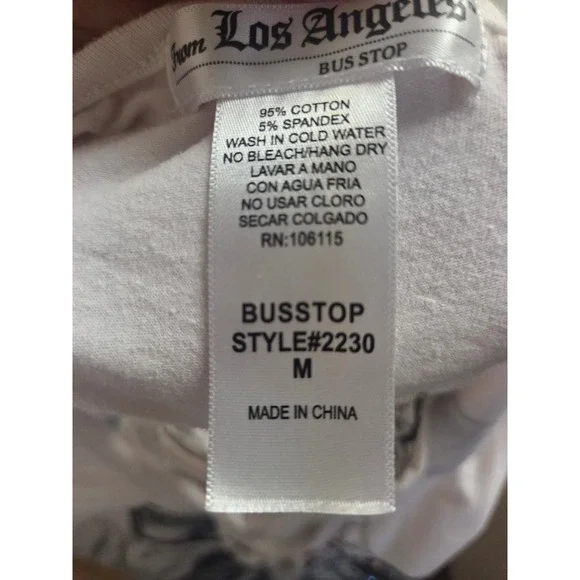 From Los Angeles
BUS STOP
95% COTTON
5% SPANDEX
WASH IN COLD WATER
NO BLEACH/HANG DRY
LAVAR A MANO
CON AGUA FRIA
NO USAR CLORO
SECAR COLGADO
RN:106115
BUSSTOP
STYLE#2230
M
MADE IN CHINA